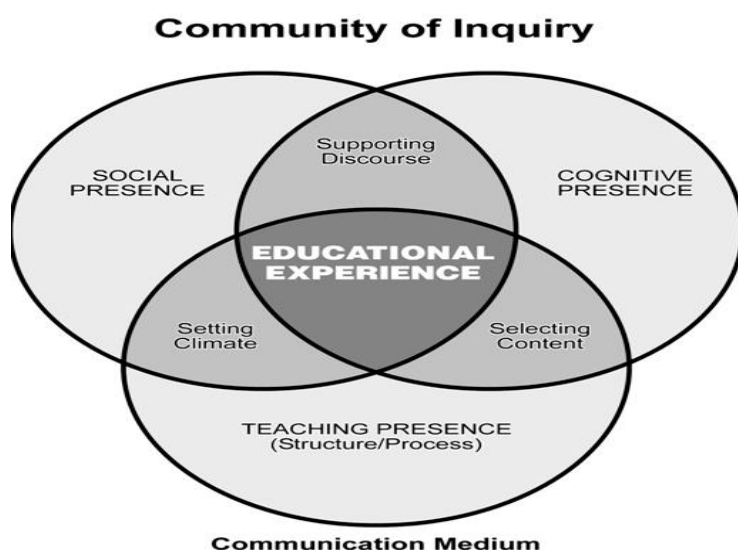 Community of Inquiry
Supporting
Discourse
SOCIAL
PRESENCE
COGNITIVE
PRESENCE
EDUCATIONAL
EXPERIENCE
Setting
Climate
Selecting
Content
TEACHING PRESENCE
(Structure/Process)
Communication Medium